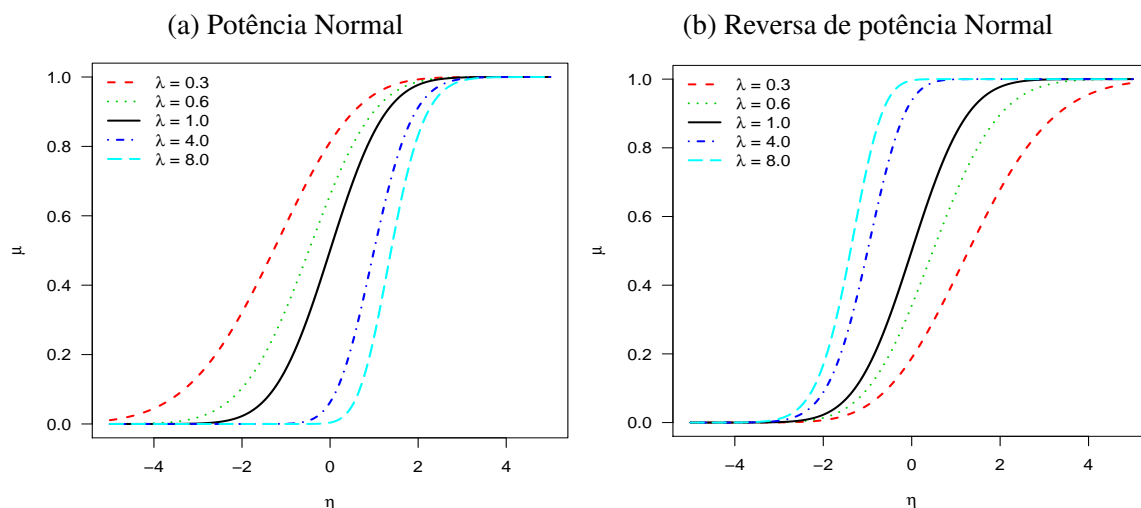 (a) Potência Normal
λ = 0.3
λ = 0.6
λ = 1.0
λ = 4.0
λ = 8.0
1.0
0.8
0.6
0.4
0.2
0.0
μ
−4 −2 0 2 4
η
(b) Reversa de potência Normal
λ = 0.3
λ = 0.6
λ = 1.0
λ = 4.0
λ = 8.0
1.0
0.8
0.6
0.4
0.2
0.0
μ
−4 −2 0 2 4
η